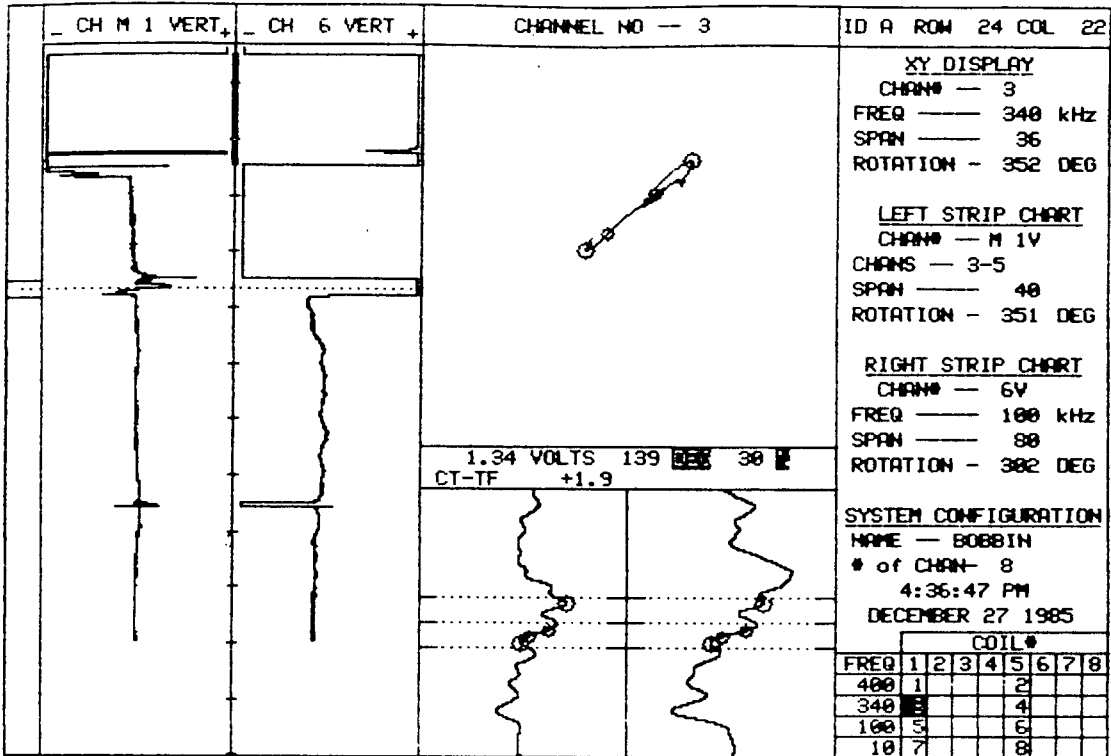 _ CH M 1 VERT +
_ CH 6 VERT +
CHANNEL NO -- 3
ID A ROW 24 COL 22
XY DISPLAY
CHAN# -- 3
FREQ ---- 340 kHz
SPAN ---- 36
ROTATION - 352 DEG
LEFT STRIP CHART
CHAN# -- M 1V
CHANS -- 3-5
SPAN ---- 40
ROTATION - 351 DEG
RIGHT STRIP CHART
CHAN# -- 6V
FREQ ---- 100 kHz
SPAN ---- 80
ROTATION - 302 DEG
1.34 VOLTS 139 30
CT-TF +1.9
SYSTEM CONFIGURATION
NAME -- BOBBIN
# of CHAN- 8
4:36:47 PM
DECEMBER 27 1985
COIL#
FREQ 1 2 3 4 5 6 7 8
400 1 2
340 4
100 5 6
10 7 8